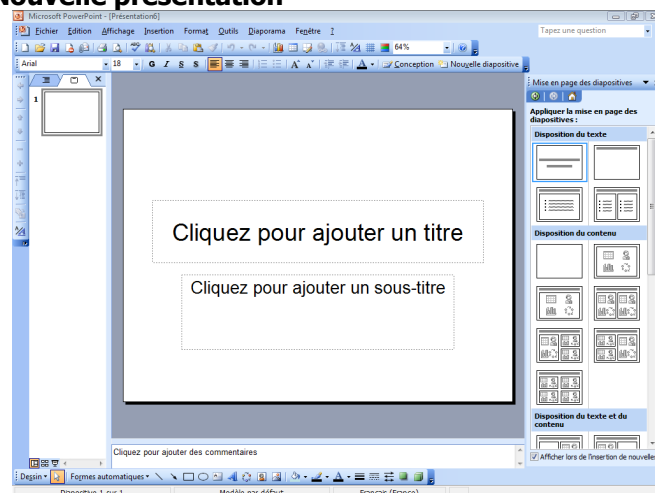 Nouvelle présentation
Microsoft PowerPoint - [Présentation6]
Fichier Edition Affichage Insertion Format Outils Diaporama Fenêtre ?
Tapez une question
64%
Arial 18 G I S S Conception Nouvelle diapositive
Mise en page des diapositives
1
Appliquer la mise en page des
diapositives :
Disposition du texte
Cliquez pour ajouter un titre
Disposition du contenu
Cliquez pour ajouter un sous-titre
Disposition du texte et du
contenu
Cliquez pour ajouter des commentaires
Afficher lors de l'insertion de nouvelle
Dessin Formes automatiques
Diapositive 1 sur 1 Modèle par défaut Français (France)